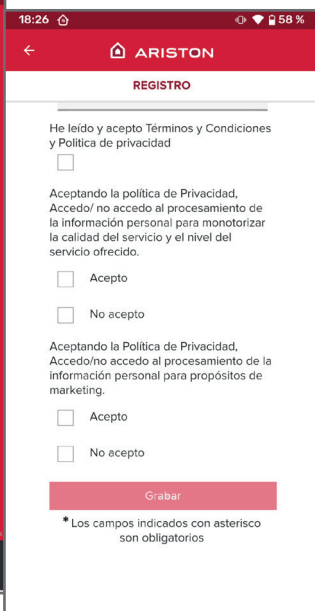 18:26 58 %
ARISTON
REGISTRO
He leído y acepto Términos y Condiciones
y Politica de privacidad
Aceptando la política de Privacidad,
Accedo/ no accedo al procesamiento de
la información personal para monotorizar
la calidad del servicio y el nivel del
servicio ofrecido.
Acepto
No acepto
Aceptando la Política de Privacidad,
Accedo/no accedo al procesamiento de la
información personal para propósitos de
marketing.
Acepto
No acepto
Grabar
* Los campos indicados con asterisco
son obligatorios